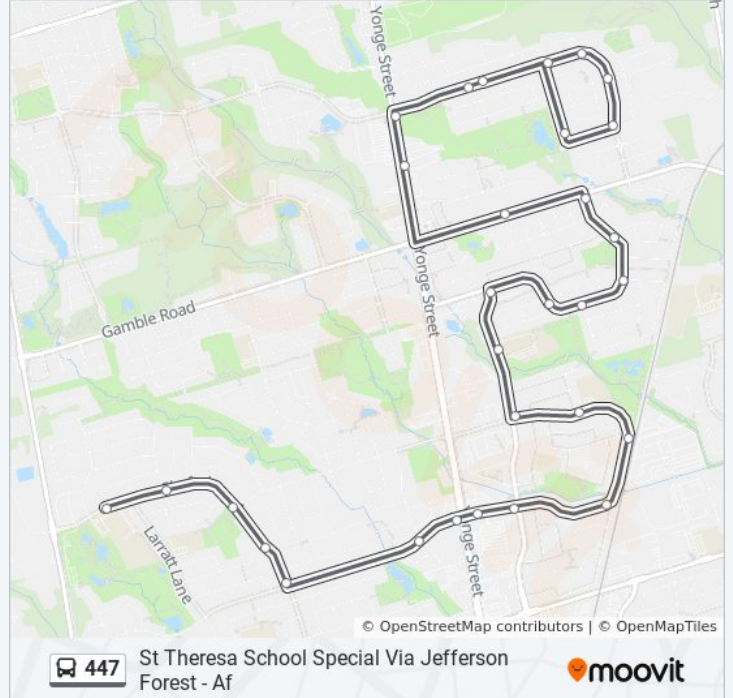 Yonge Street
h
Yonge Street
Gamble Road
Larratt Lane
nge Street
© OpenStreetMap contributors | © OpenMapTiles
447
St Theresa School Special Via Jefferson
Forest - Af
moovit